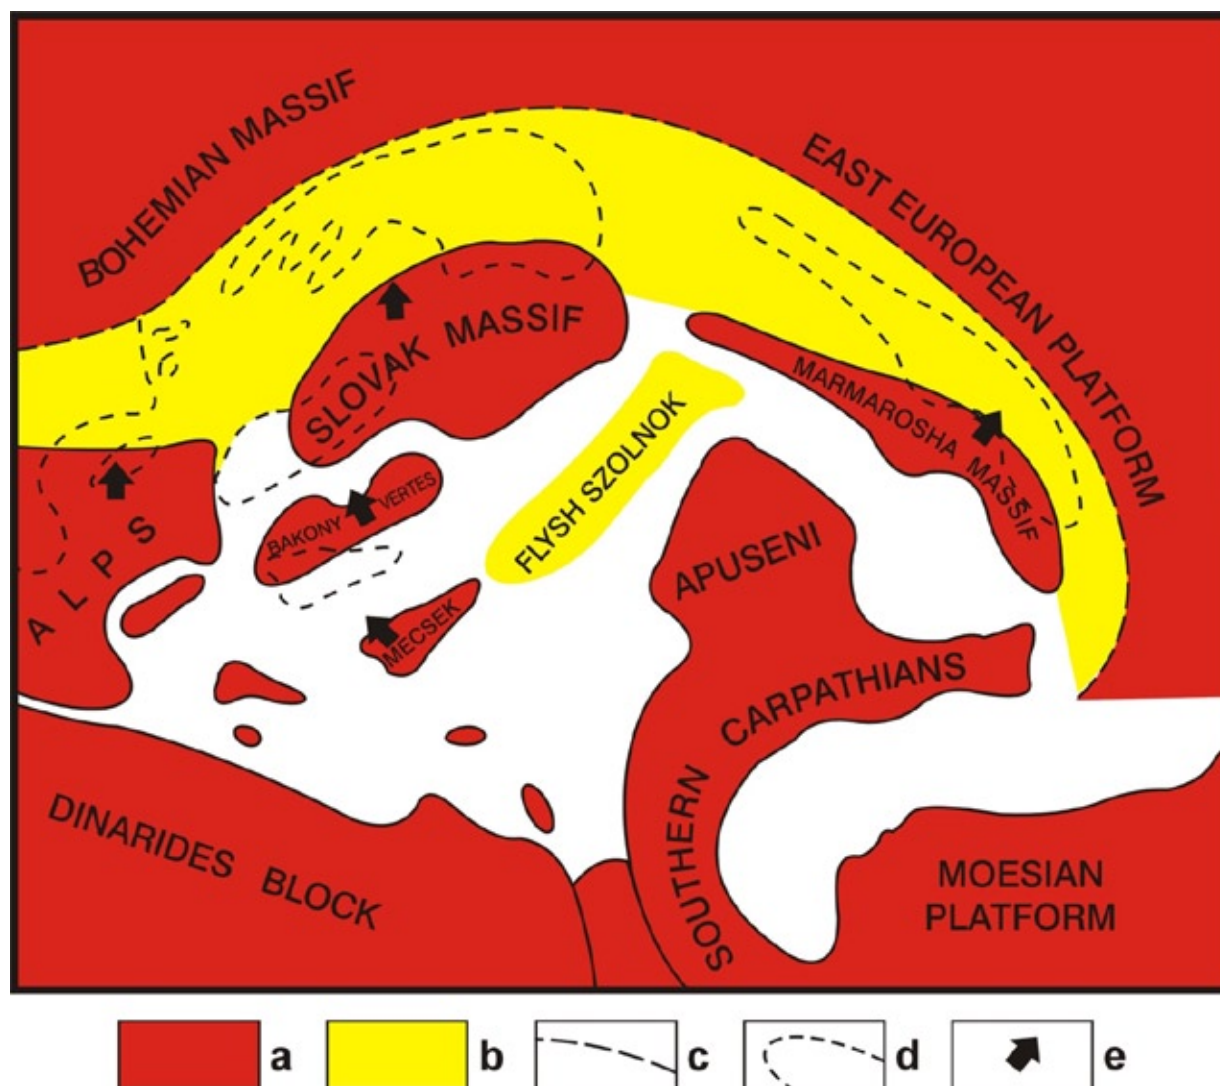 BOHEMIAN MASSIF
EAST EUROPEAN PLATFORM
SLOVAK MASSIF
MARMAROSHA MASSIF
FLYSH SZOLNOK
BAKONY VERTES
ALPS
APUSENI
MECSEK
SOUTHERN CARPATHIANS
DINARIDES BLOCK
MOESIAN
PLATFORM
a
b
c
d
e